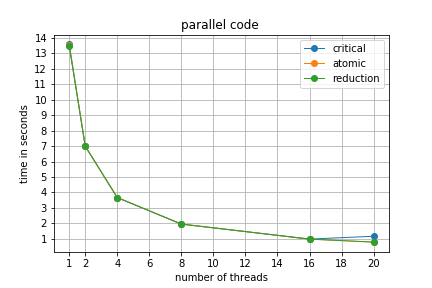 parallel code
critical
atomic
reduction
14
13
12
11
10
9
8
7
6
5
4
3
2
1
time in seconds
1 2 4 6 8 10 12 14 16 18 20
number of threads